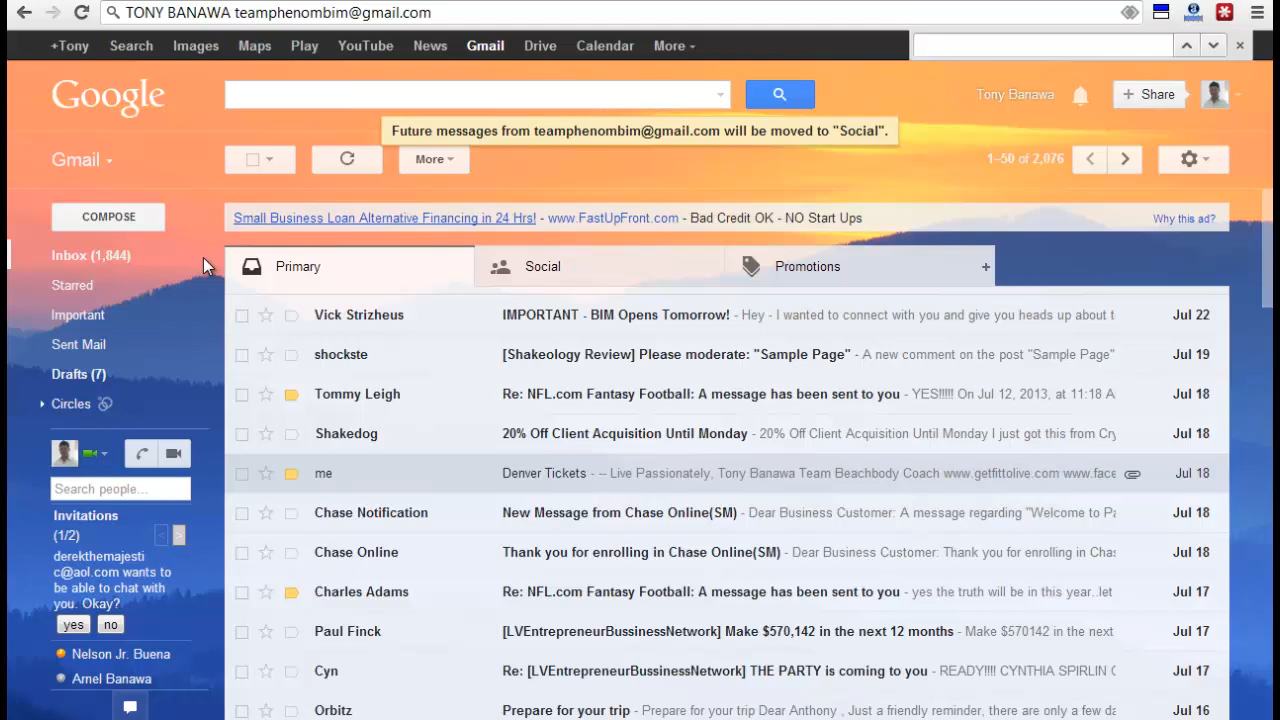 TONY BANAWA teamphenombim@gmail.com
+Tony Search Images Maps Play YouTube News Gmail Drive Calendar More
Google
Tony Banawa
+ Share
Future messages from teamphenombim@gmail.com will be moved to "Social".
Gmail
More
1–50 of 2,076
COMPOSE
Small Business Loan Alternative Financing in 24 Hrs! - www.FastUpFront.com - Bad Credit OK - NO Start Ups
Why this ad?
Inbox (1,844)
Starred
Important
Sent Mail
Drafts (7)
Circles
Search people...
Invitations
(1/2)
< >
derekthemajesti
c@aol.com wants
to be able to chat with
you. Okay?
yes no
Nelson Jr. Buena
Arnel Banawa
Primary Social Promotions +
Vick Strizheus IMPORTANT - BIM Opens Tomorrow! - Hey - I wanted to connect with you and give you heads up about t Jul 22
shockste [Shakeology Review] Please moderate: "Sample Page" - A new comment on the post "Sample Page" Jul 19
Tommy Leigh Re: NFL.com Fantasy Football: A message has been sent to you - YES!!!!! On Jul 12, 2013, at 11:18 A Jul 18
Shakedog 20% Off Client Acquisition Until Monday - 20% Off Client Acquisition Until Monday I just got this from Cry Jul 18
me Denver Tickets - -- Live Passionately, Tony Banawa Team Beachbody Coach www.getfittolive.com www.face Jul 18
Chase Notification New Message from Chase Online(SM) - Dear Business Customer: A message regarding "Welcome to Pa Jul 18
Chase Online Thank you for enrolling in Chase Online(SM) - Dear Business Customer: Thank you for enrolling in Chas Jul 18
Charles Adams Re: NFL.com Fantasy Football: A message has been sent to you - yes the truth will be in this year..let Jul 17
Paul Finck [LVEntrepreneurBussinessNetwork] Make $570,142 in the next 12 months - Make $570142 in the next Jul 17
Cyn Re: [LVEntrepreneurBussinessNetwork] THE PARTY is coming to you - READY!!!! CYNTHIA SPIRLIN C Jul 17
Orbitz Prepare for your trip - Prepare for your trip Dear Anthony , Just a friendly reminder, there are only a few da Jul 16